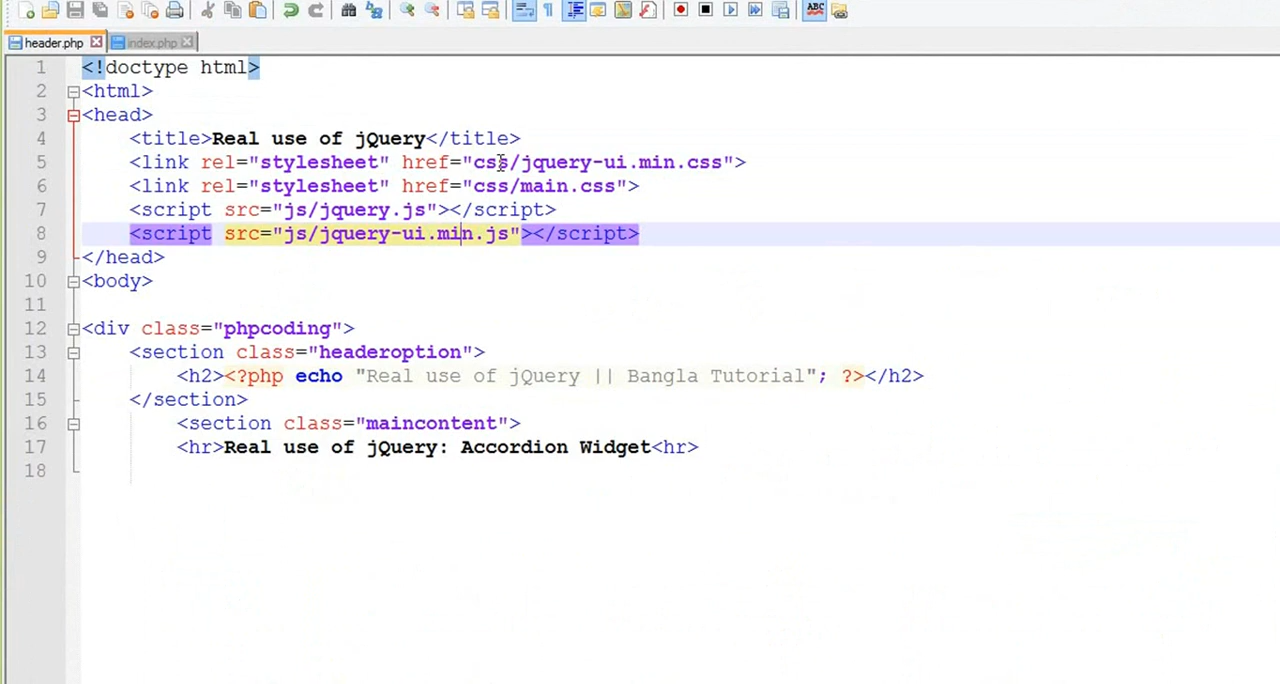 ABC
header.php index.php
1 <!doctype html>
2 <html>
3 <head>
4 <title>Real use of jQuery</title>
5 <link rel="stylesheet" href="css/jquery-ui.min.css">
6 <link rel="stylesheet" href="css/main.css">
7 <script src="js/jquery.js"></script>
8 <script src="js/jquery-ui.min.js"></script>
9 </head>
10 <body>
11
12 <div class="phpcoding">
13 <section class="headeroption">
14 <h2><?php echo "Real use of jQuery || Bangla Tutorial"; ?></h2>
15 </section>
16 <section class="maincontent">
17 <hr>Real use of jQuery: Accordion Widget<hr>
18